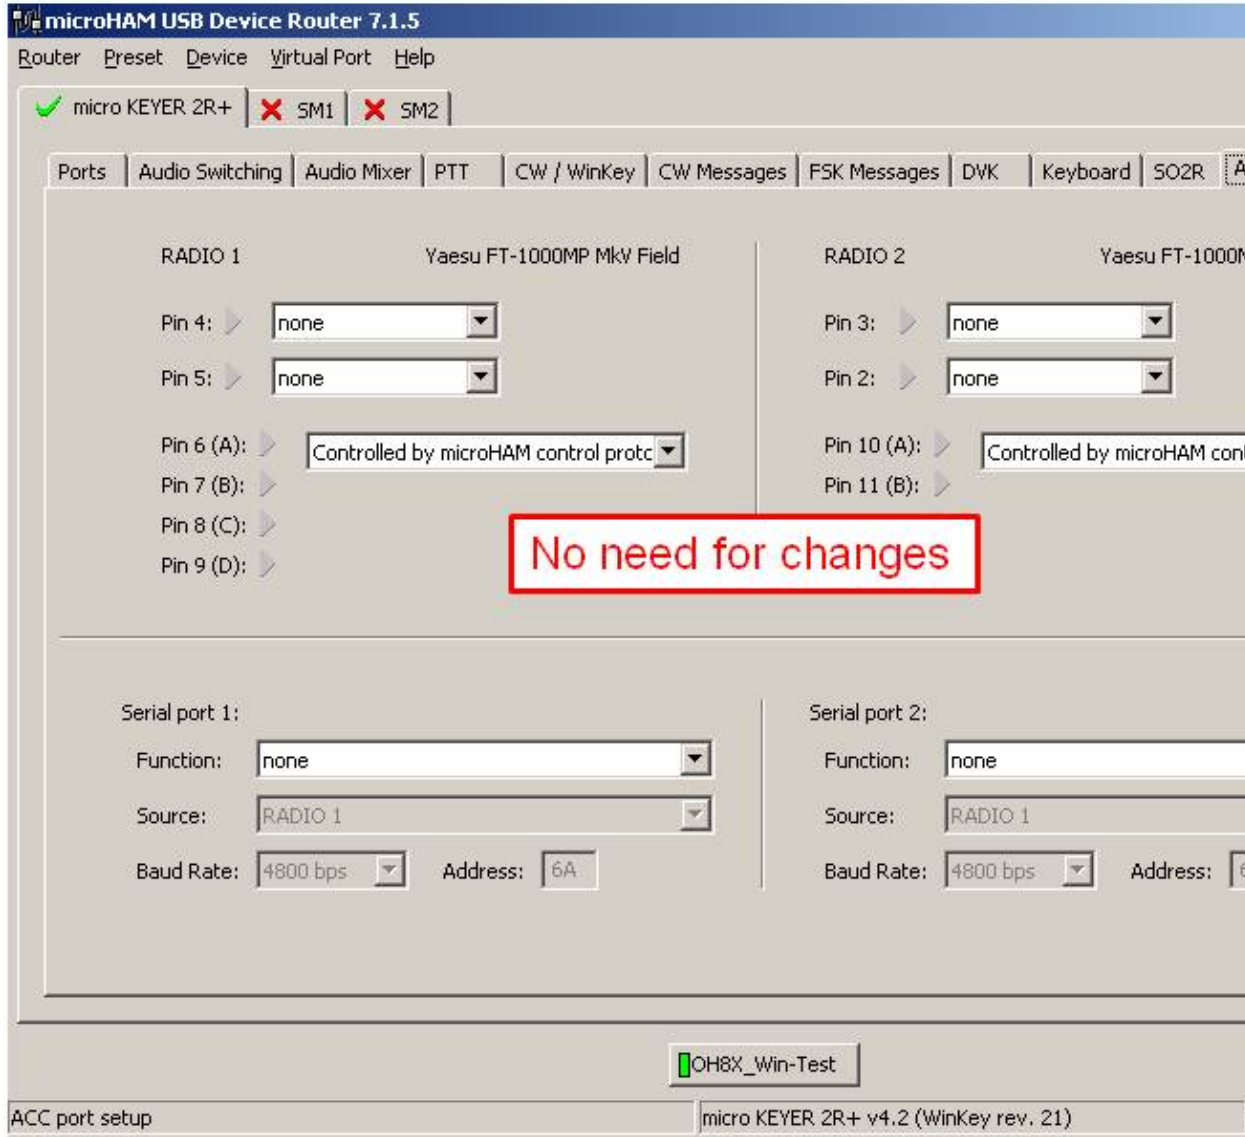 microHAM USB Device Router 7.1.5
Router Preset Device Virtual Port Help
micro KEYER 2R+ SM1 SM2
Ports Audio Switching Audio Mixer PTT CW / WinKey CW Messages FSK Messages DVK Keyboard SO2R A
RADIO 1 Yaesu FT-1000MP MkV Field RADIO 2 Yaesu FT-1000M
Pin 4: none Pin 3: none
Pin 5: none Pin 2: none
Pin 6 (A): Controlled by microHAM control protc Pin 10 (A): Controlled by microHAM cont
Pin 7 (B): Pin 11 (B):
Pin 8 (C):
No need for changes
Pin 9 (D):
Serial port 1: Serial port 2:
Function: none Function: none
Source: RADIO 1 Source: RADIO 1
Baud Rate: 4800 bps Address: 6A Baud Rate: 4800 bps Address: 6
OH8X_Win-Test
ACC port setup micro KEYER 2R+ v4.2 (WinKey rev. 21)